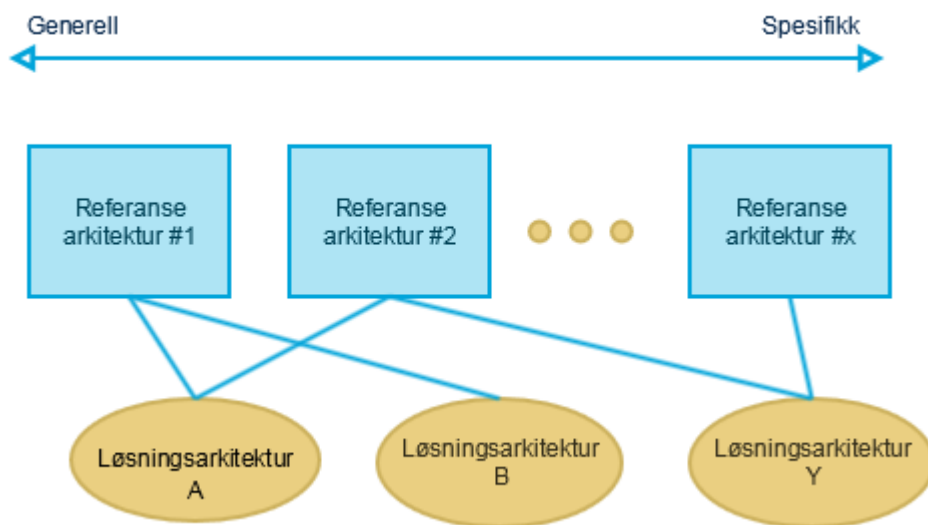 Generell
Spesifikk
Referanse
arkitektur #1
Referanse
arkitektur #2
Referanse
arkitektur #x
Løsningsarkitektur
A
Løsningsarkitektur
B
Løsningsarkitektur
Y